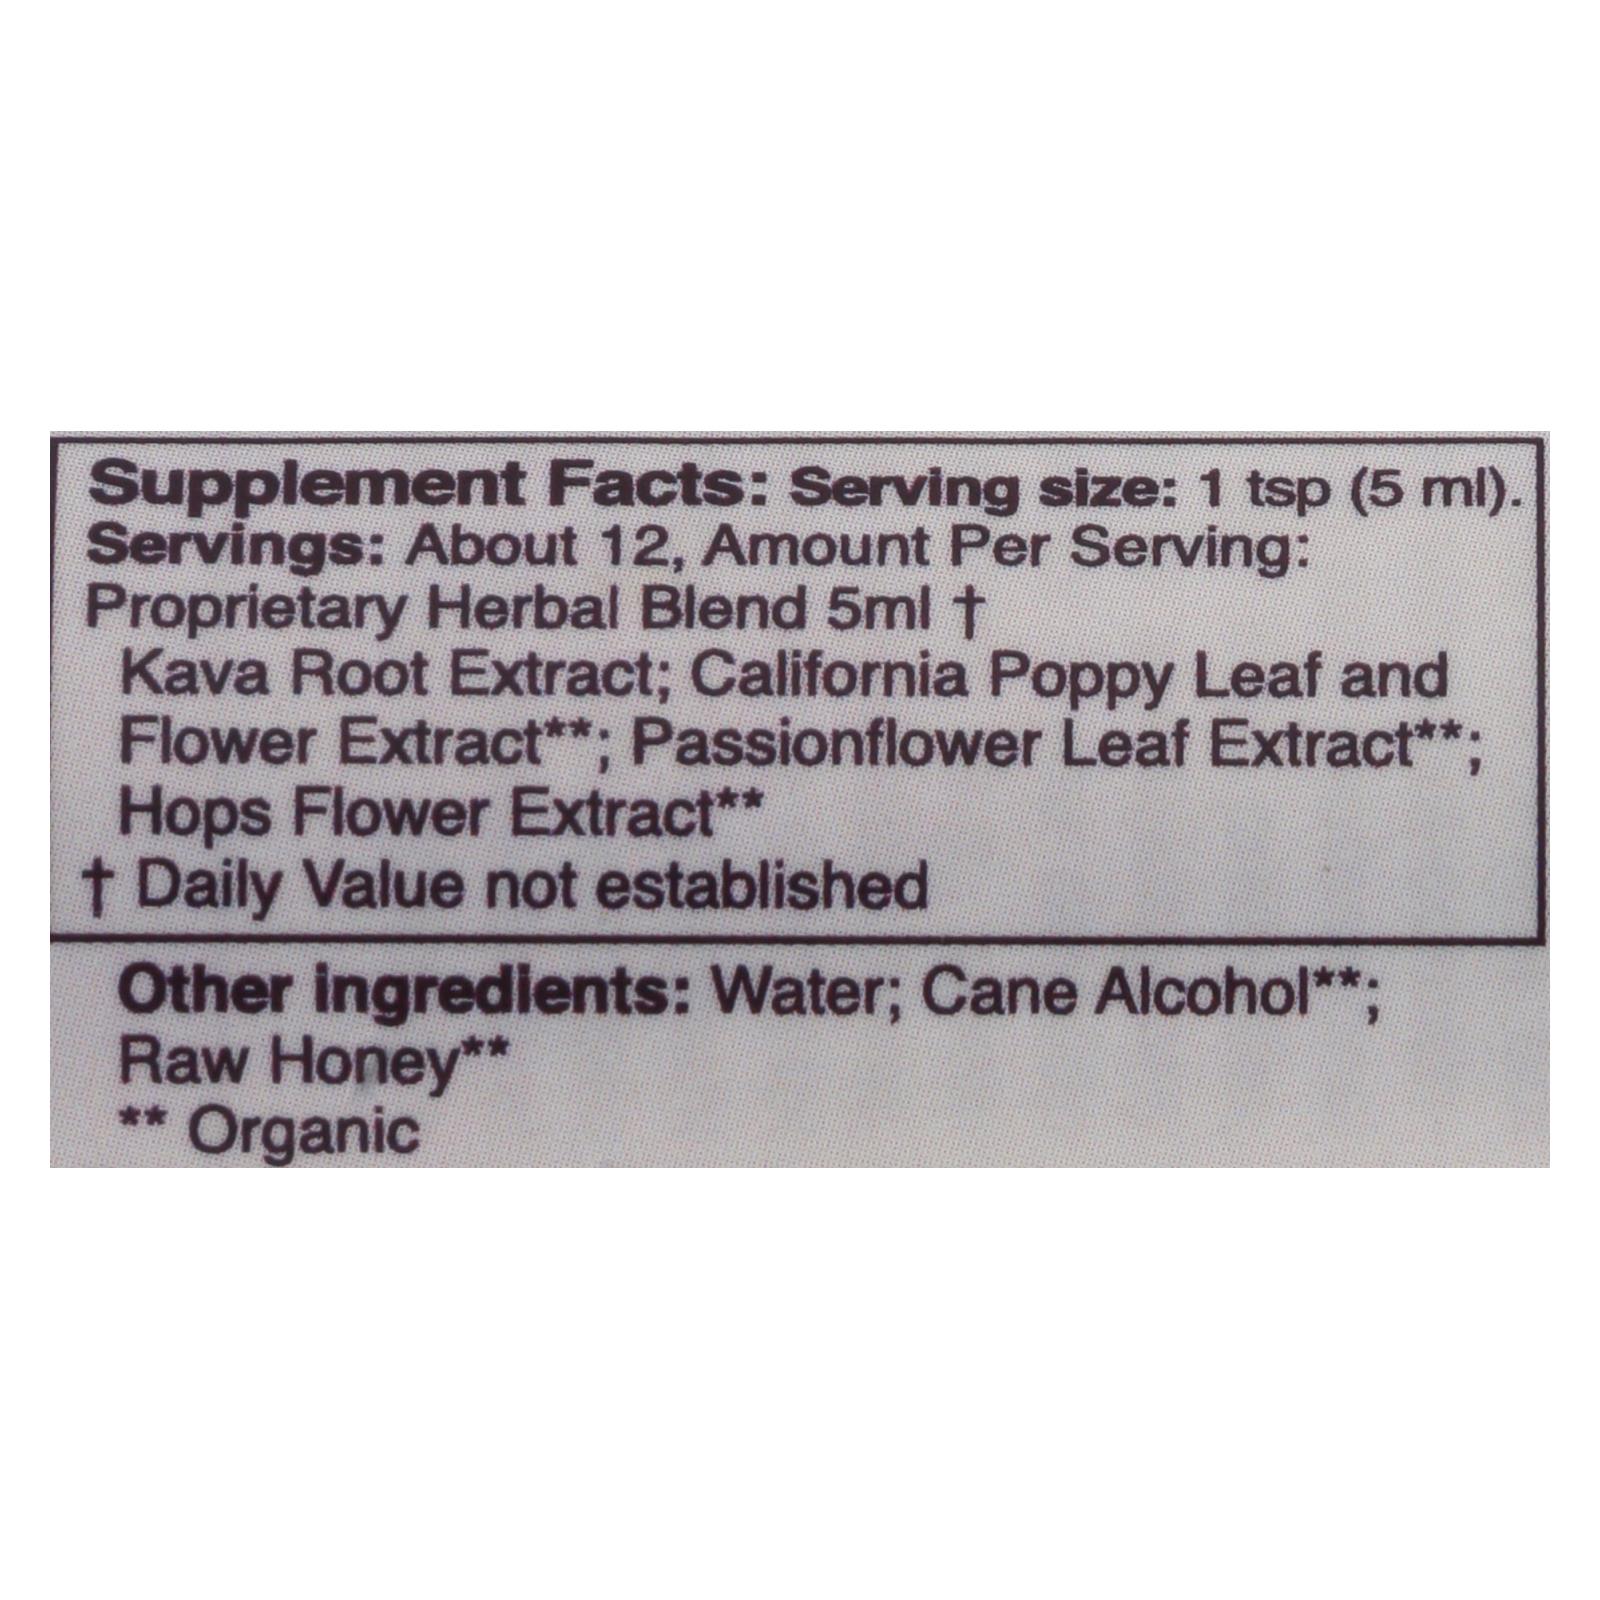 Supplement Facts: Serving size: 1 tsp (5 ml).
Servings: About 12, Amount Per Serving:
Proprietary Herbal Blend 5ml †
Kava Root Extract; California Poppy Leaf and
Flower Extract**; Passionflower Leaf Extract**;
Hops Flower Extract**
† Daily Value not established
Other ingredients: Water; Cane Alcohol**;
Raw Honey**
** Organic